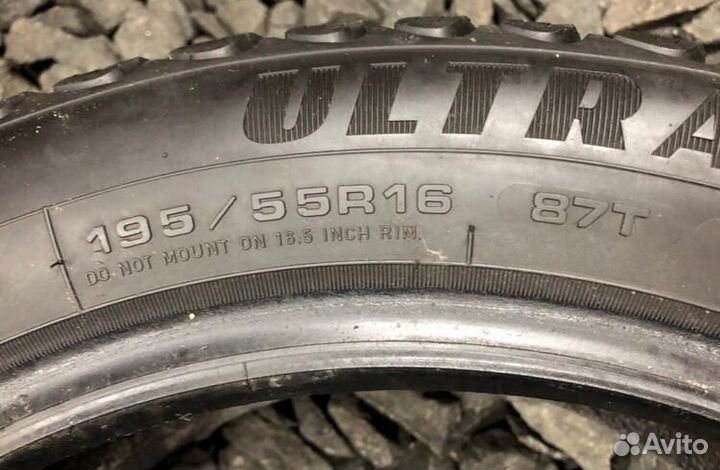 ULTRA
195/55R16 87T
DO NOT MOUNT ON 16.5 INCH RIM.
Avito